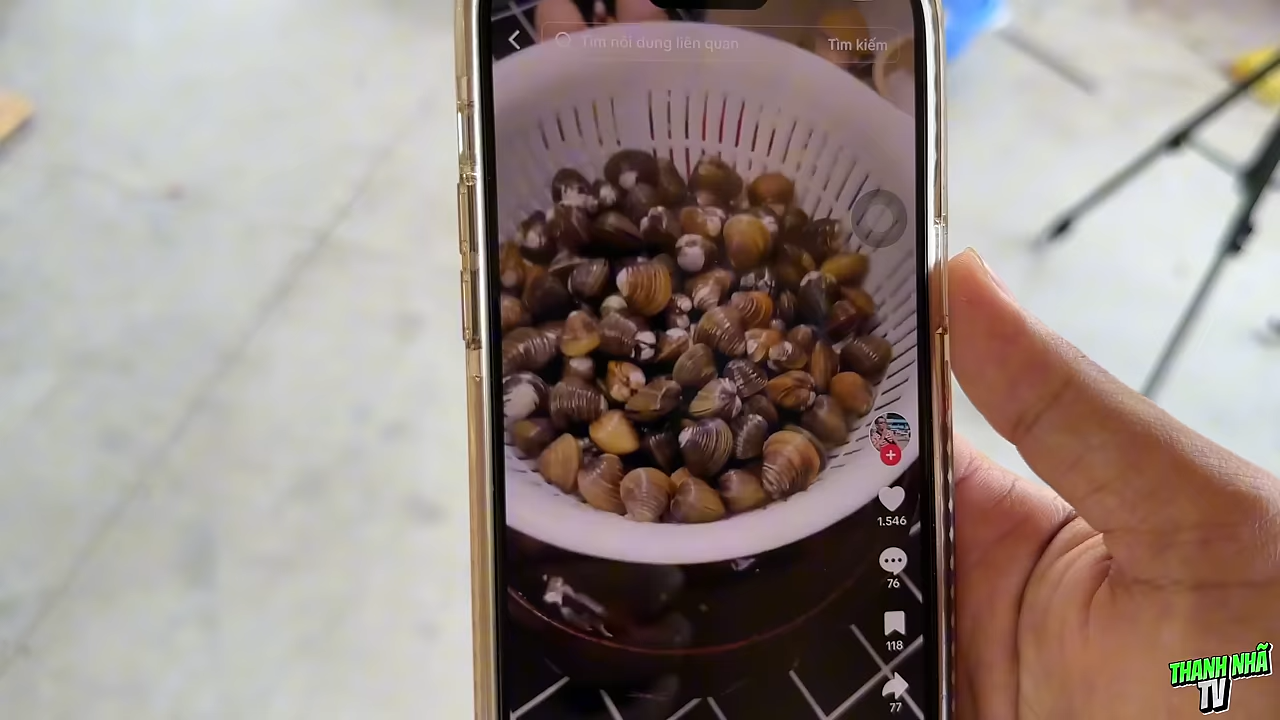 Tìm nội dung liên quan
Tìm kiếm
1.546
76
118
77
THANH NHÃ
TV